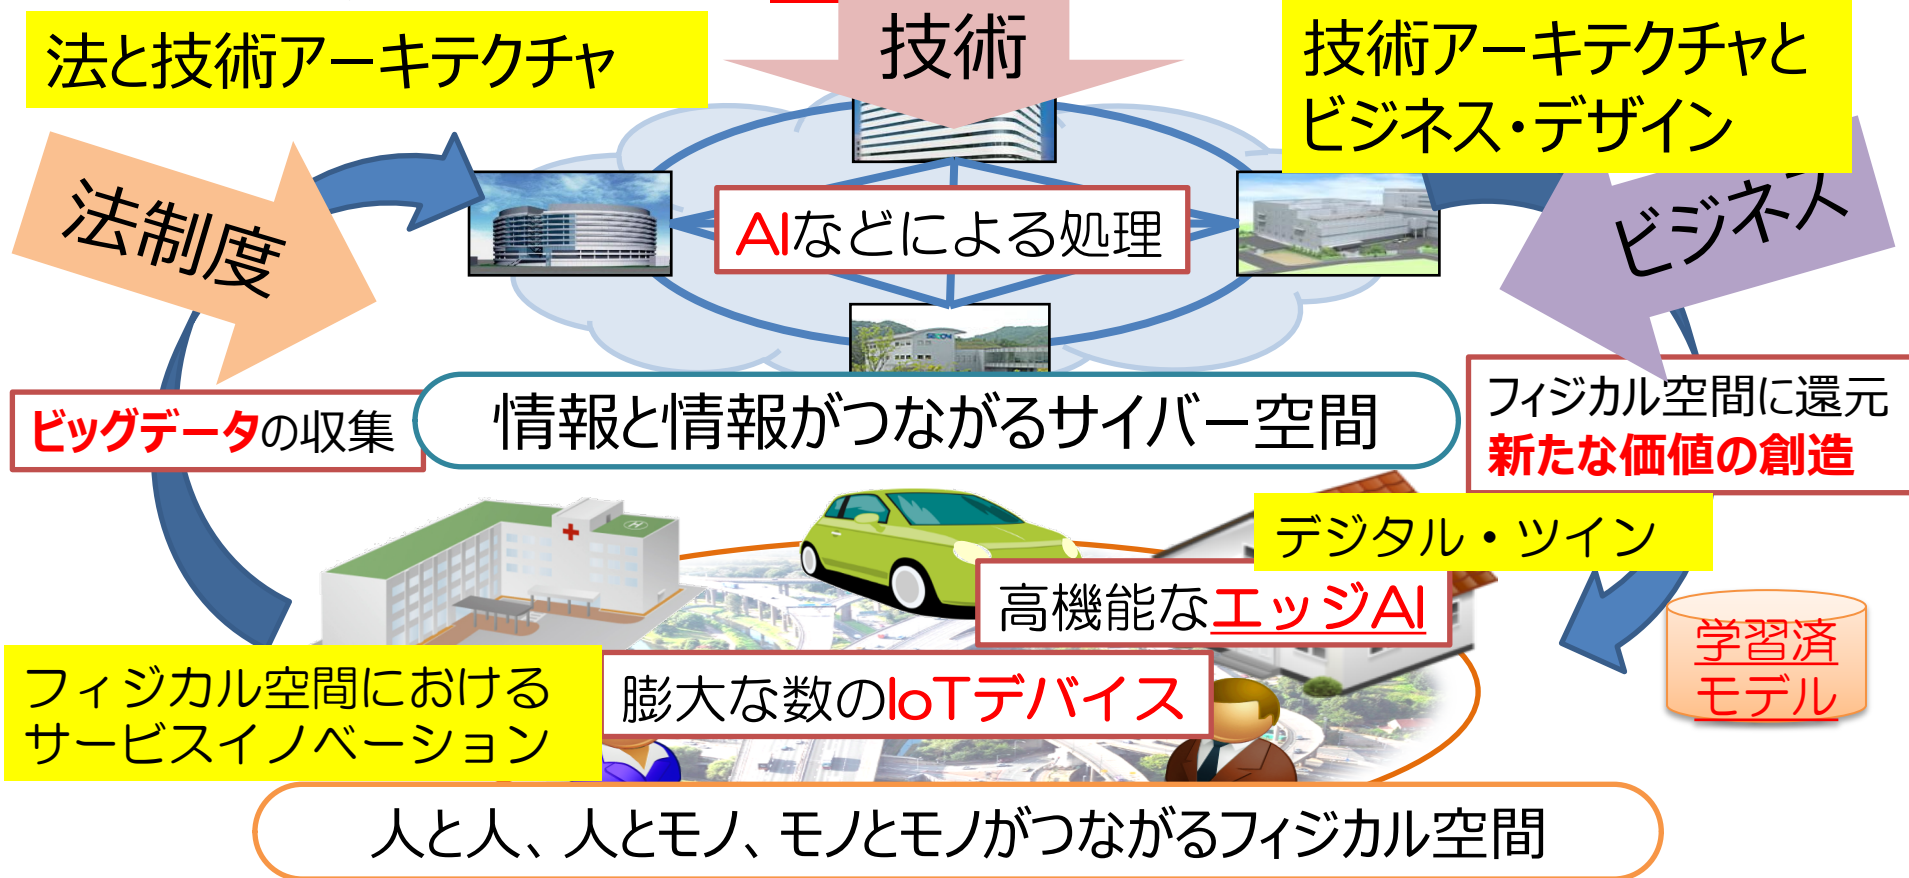 法と技術アーキテクチャ
技術
技術アーキテクチャと
ビジネス・デザイン
法制度
ビジネス
AIなどによる処理
SECOM
ビッグデータの収集
情報と情報がつながるサイバー空間
フィジカル空間に還元
新たな価値の創造
デジタル・ツイン
高機能なエッジAI
学習済
モデル
フィジカル空間における
サービスイノベーション
膨大な数のIoTデバイス
人と人、人とモノ、モノとモノがつながるフィジカル空間